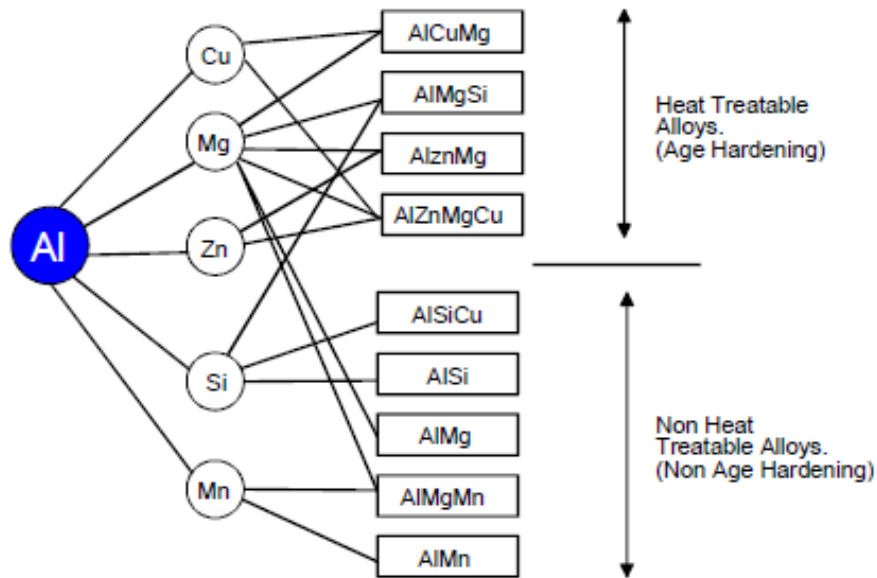 Al
Cu
Mg
Zn
Si
Mn
AlCuMg
AlMgSi
AlznMg
AlZnMgCu
AlSiCu
AlSi
AlMg
AlMgMn
AlMn
Heat Treatable
Alloys.
(Age Hardening)
Non Heat
Treatable Alloys.
(Non Age Hardening)